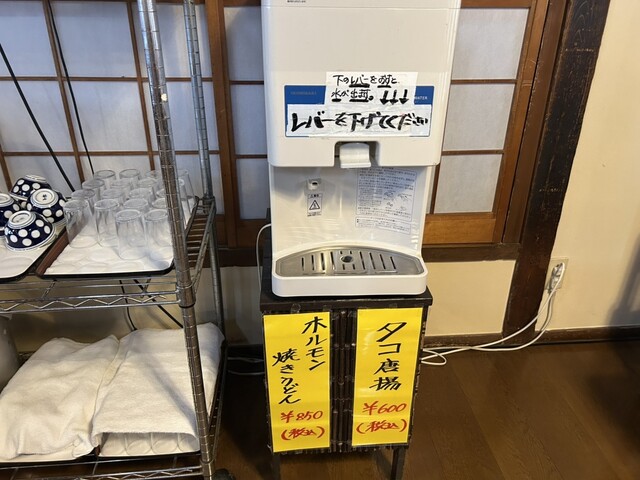 下のレバーをおすと
水が出ます。↓↓↓
レバーを下げてください
WATER
ホルモン
焼きうどん
¥850
(税込)
タコ唐揚
¥600
(税込)